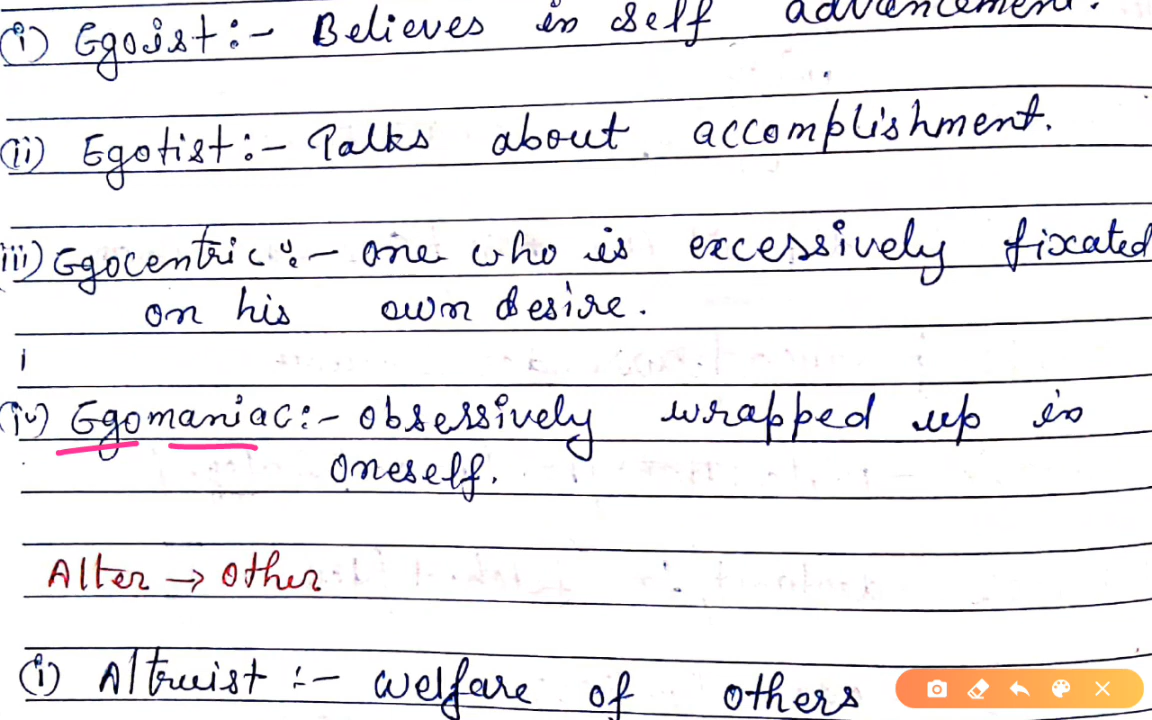 (i) Egoist :- Believes in self advancement.
(ii) Egotist :- Talks about accomplishment.
(iii) Egocentric :- one who is excessively fixated
on his own desire.
i
(iv) Egomaniac :- obsessively wrapped up in
oneself.
Alter → Other
(i) Altruist :- welfare of others